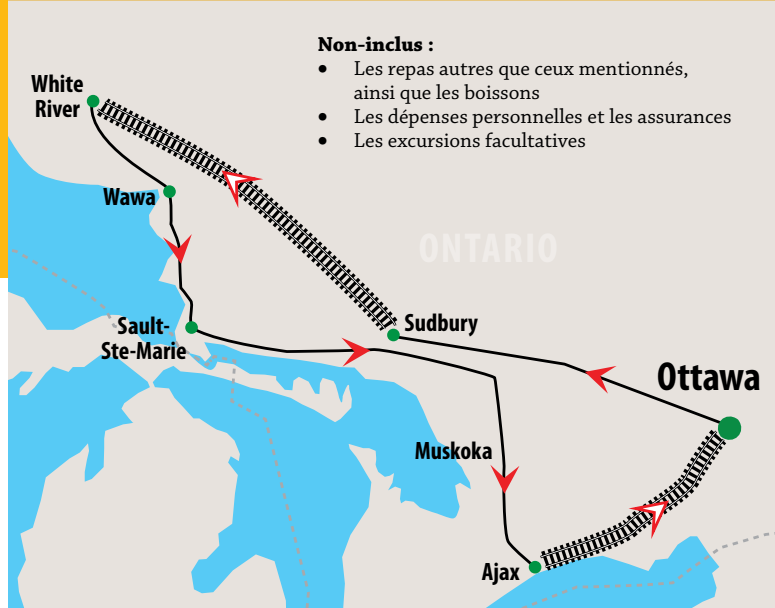 Non-inclus :
• Les repas autres que ceux mentionnés,
ainsi que les boissons
• Les dépenses personnelles et les assurances
• Les excursions facultatives
White
River
Wawa
ONTARIO
Sault-
Ste-Marie
Sudbury
Ottawa
Muskoka
Ajax